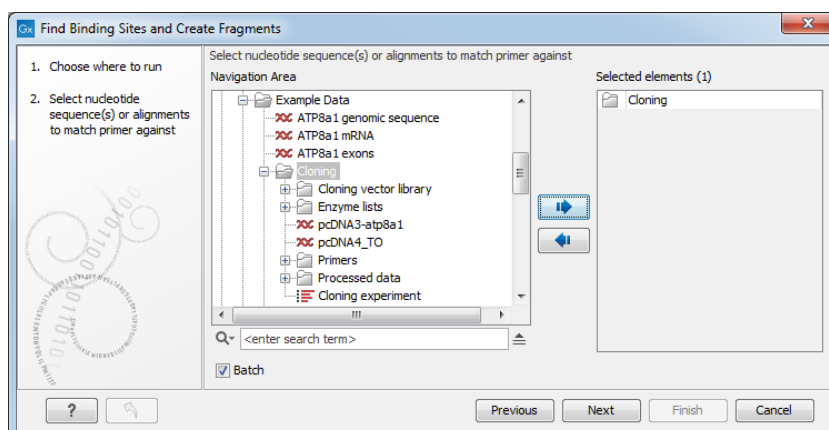 Gx Find Binding Sites and Create Fragments
1. Choose where to run
2. Select nucleotide
sequence(s) or alignments
to match primer against
Select nucleotide sequence(s) or alignments to match primer against
Navigation Area
Example Data
ATP8a1 genomic sequence
ATP8a1 mRNA
ATP8a1 exons
Cloning
Cloning vector library
Enzyme lists
pcDNA3-atp8a1
pcDNA4_TO
Primers
Processed data
Cloning experiment
<enter search term>
Batch
Selected elements (1)
Cloning
?
Previous
Next
Finish
Cancel